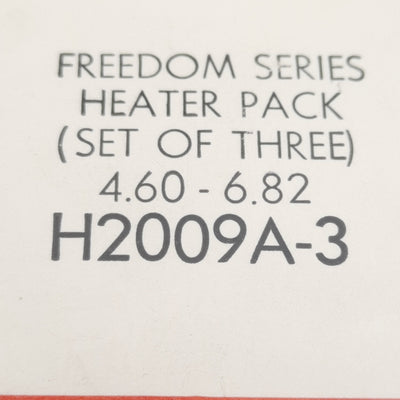 FREEDOM SERIES
HEATER PACK
(SET OF THREE)
4.60 - 6.82
H2009A-3